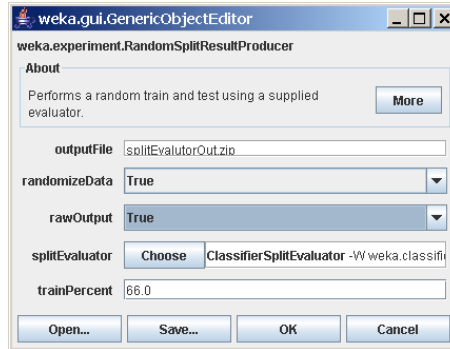 weka.gui.GenericObjectEditor
weka.experiment.RandomSplitResultProducer
About
Performs a random train and test using a supplied
evaluator.
More
outputFile splitEvalutorOut.zip
randomizeData True
rawOutput True
splitEvaluator Choose ClassifierSplitEvaluator -W weka.classifie
trainPercent 66.0
Open... Save... OK Cancel